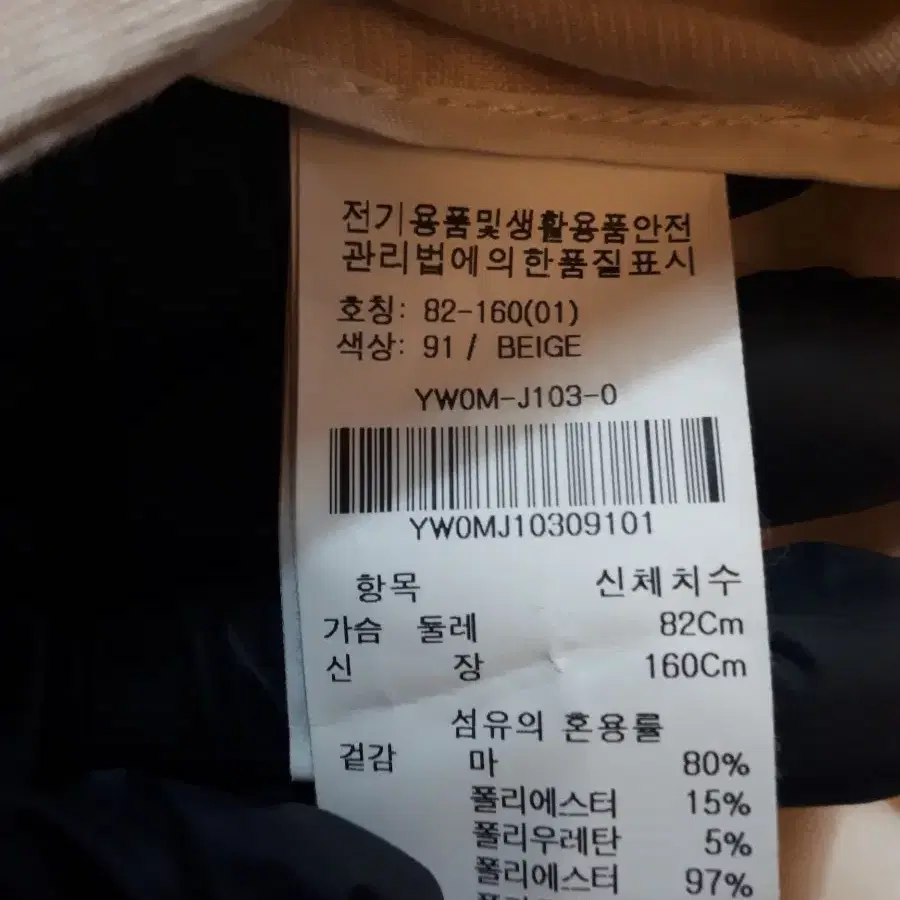 전기용품및생활용품안전
관리법에의한품질표시
호칭: 82-160(01)
색상: 91 / BEIGE
YW0M-J103-0
YW0MJ10309101
항목 신체치수
가슴 둘레 82Cm
신 장 160Cm
섬유의 혼용률
겉감 마 80%
폴리에스터 15%
폴리우레탄 5%
폴리에스터 97%